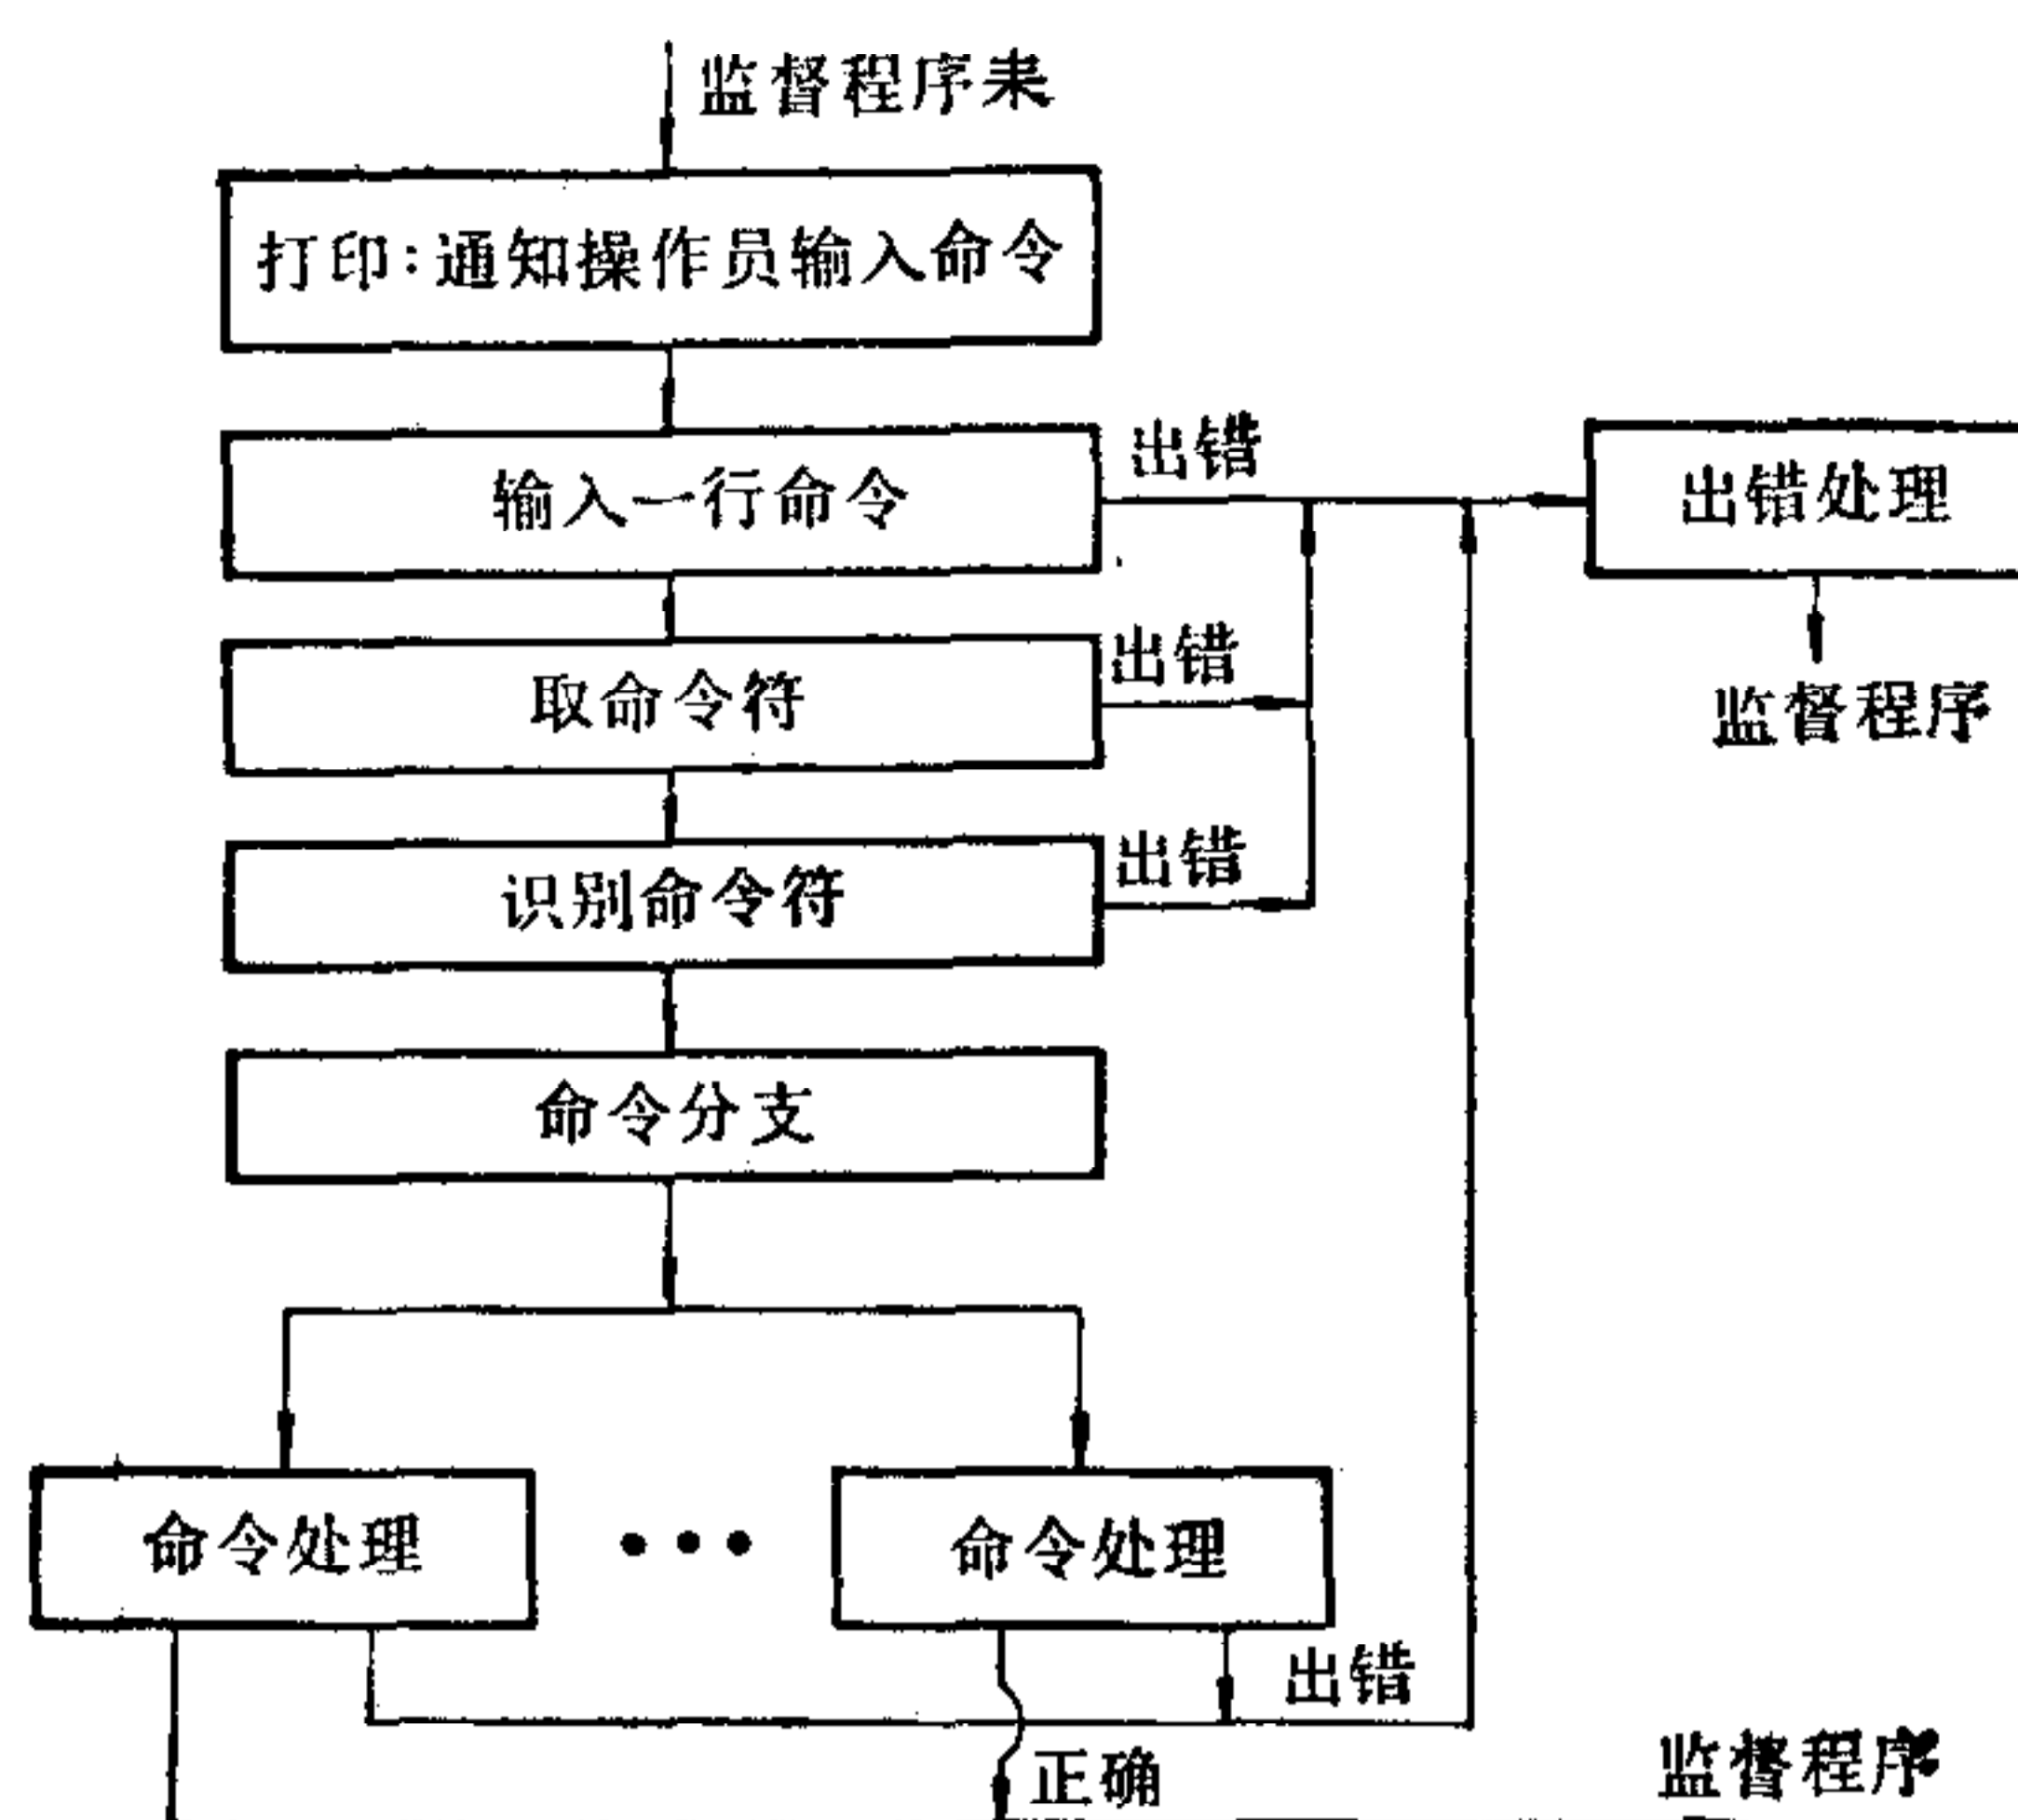 监督程序来
打印:通知操作员输入命令
出错
输入一行命令
出错处理
出错
取命令符
监督程序
出错
识别命令符
命令分支
命令处理 ••• 命令处理
出错
正确
监督程序